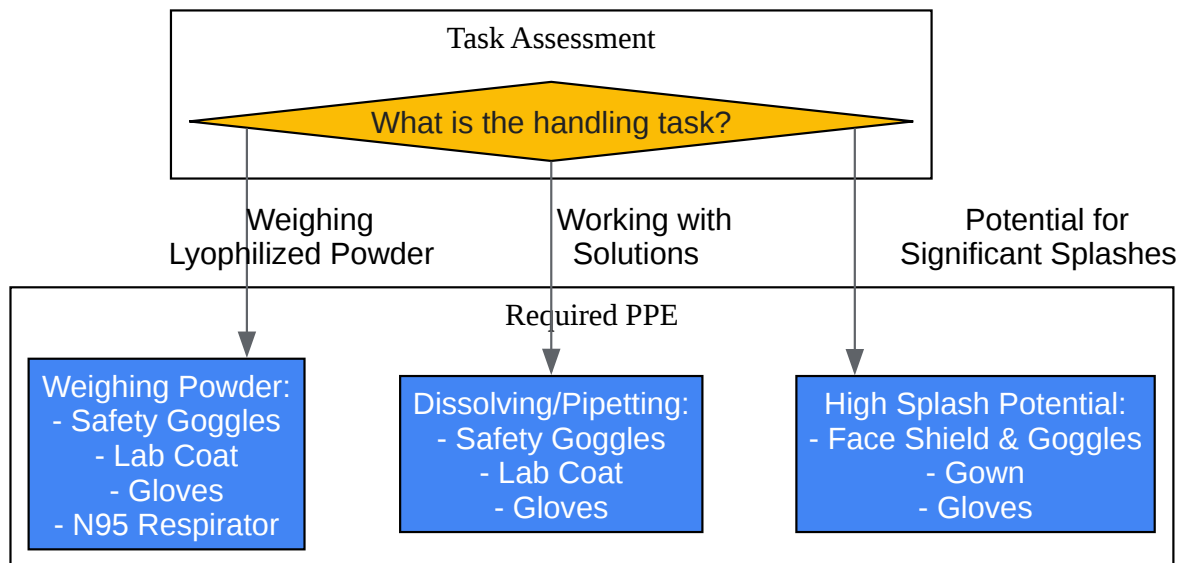 Task Assessment
What is the handling task?
Weighing
Lyophilized Powder
Working with
Solutions
Potential for
Significant Splashes
Required PPE
Weighing Powder:
- Safety Goggles
- Lab Coat
- Gloves
- N95 Respirator
Dissolving/Pipetting:
- Safety Goggles
- Lab Coat
- Gloves
High Splash Potential:
- Face Shield & Goggles
- Gown
- Gloves